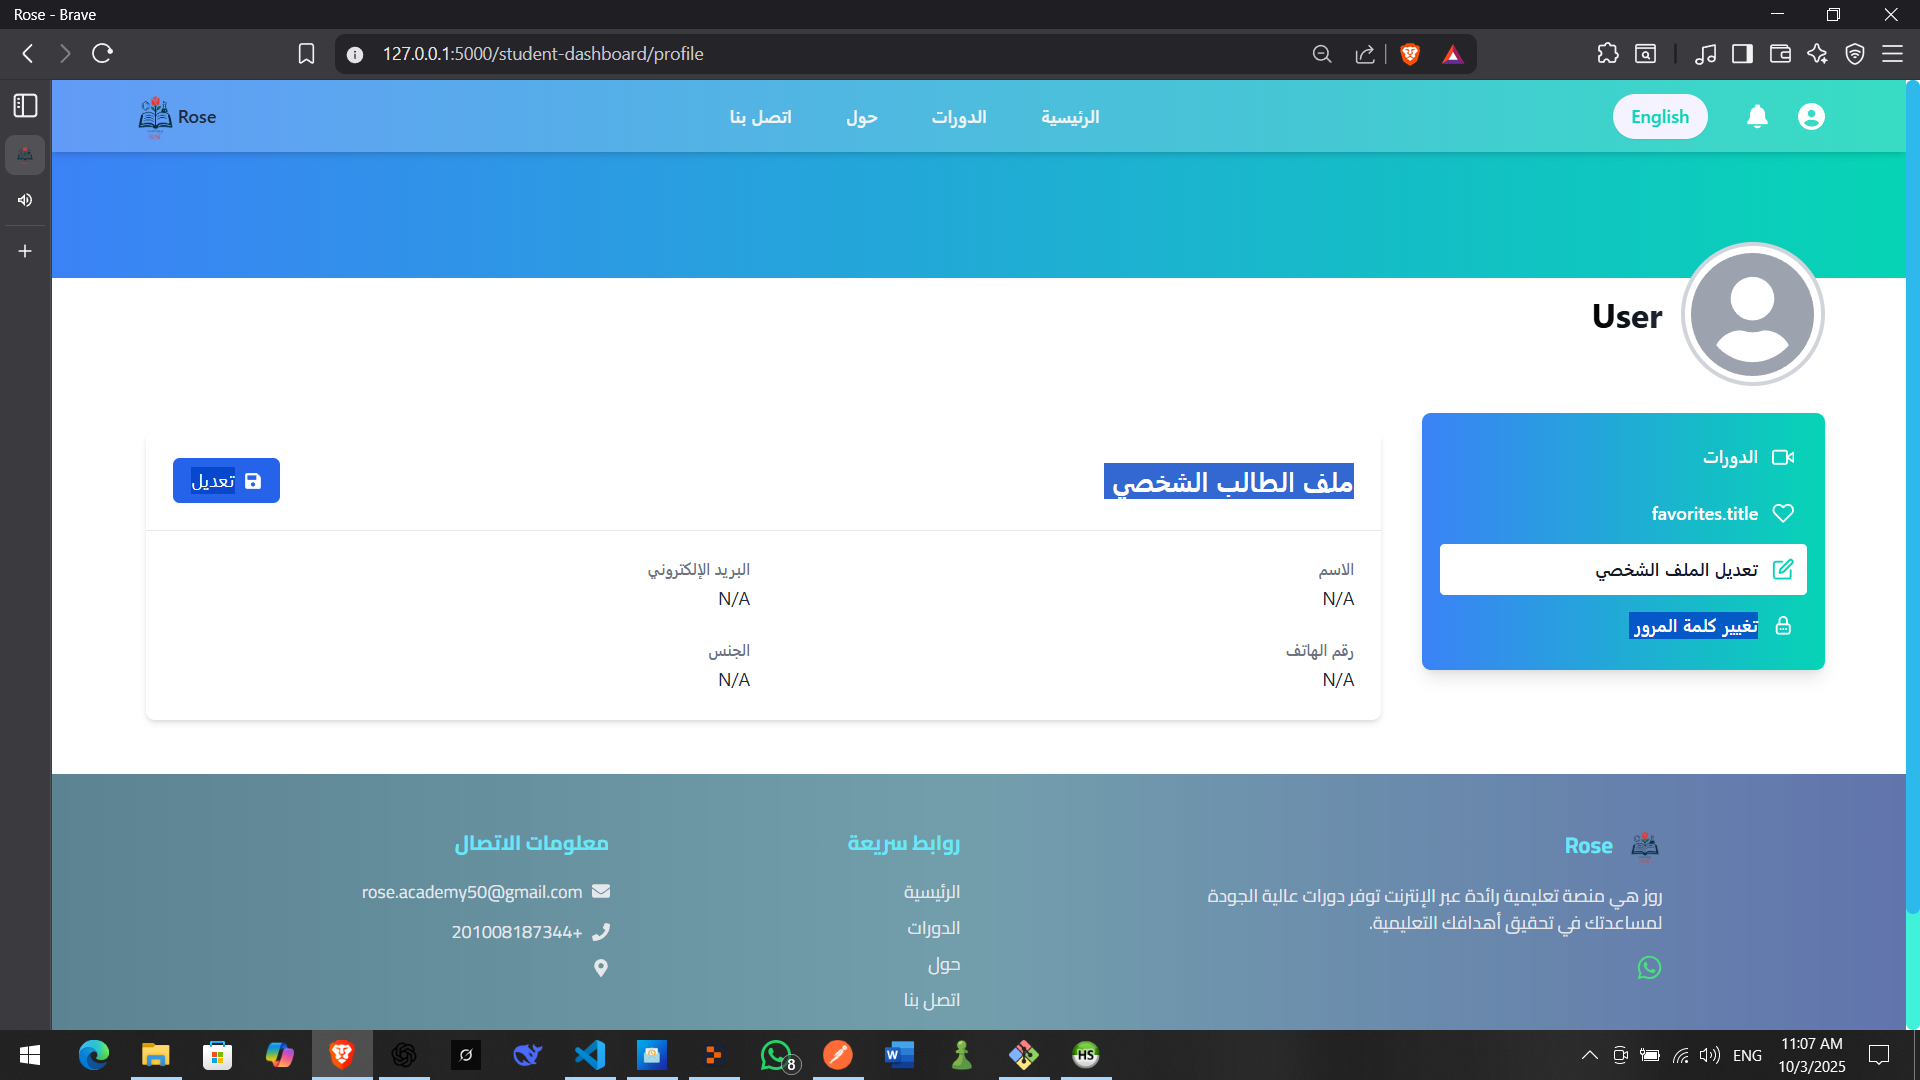 Rose - Brave
127.0.0.1:5000/student-dashboard/profile
Rose
الرئيسية
الدورات
حول
اتصل بنا
English
User
الدورات
favorites.title
تعديل الملف الشخصي
تغيير كلمة المرور
ملف الطالب الشخصي
تعديل
الاسم
N/A
البريد الإلكتروني
N/A
رقم الهاتف
N/A
الجنس
N/A
Rose
روز هي منصة تعليمية رائدة عبر الإنترنت توفر دورات عالية الجودة
لمساعدتك في تحقيق أهدافك التعليمية.
روابط سريعة
الرئيسية
الدورات
حول
اتصل بنا
معلومات الاتصال
rose.academy50@gmail.com
201008187344+
8
HS
ENG
11:07 AM
10/3/2025